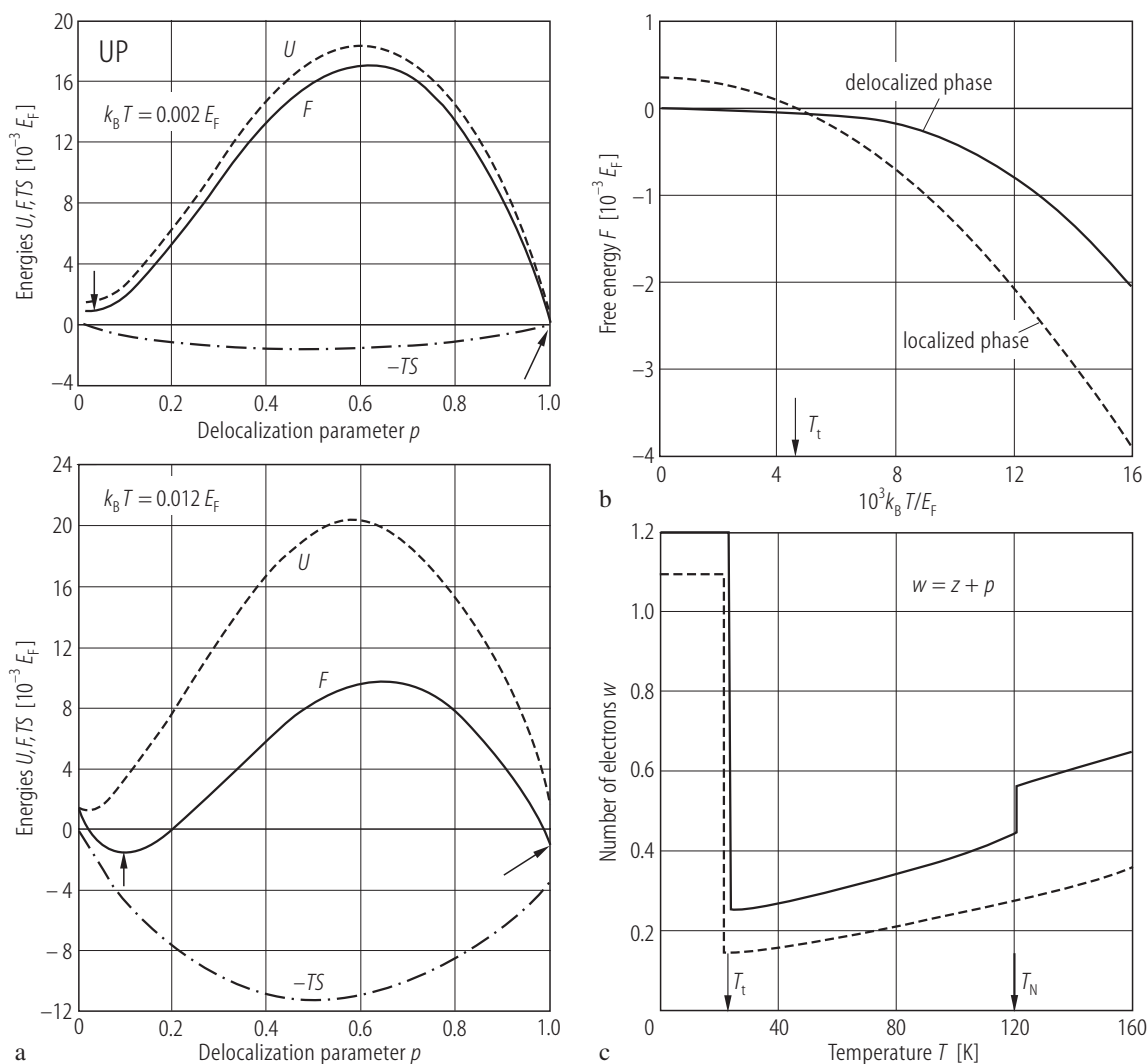 UP
k_B T = 0.002 E_F
U
F
–TS
Energies U, F, TS [10⁻³ E_F]
20
16
12
8
4
0
–4
0 0.2 0.4 0.6 0.8 1.0
Delocalization parameter p
k_B T = 0.012 E_F
U
F
–TS
Energies U, F, TS [10⁻³ E_F]
24
20
16
12
8
4
0
–4
–8
–12
0 0.2 0.4 0.6 0.8 1.0
a Delocalization parameter p
1
0
–1
–2
–3
–4
Free energy F [10⁻³ E_F]
delocalized phase
localized phase
T_t
0 4 8 12 16
b 10³k_B T/E_F
1.2
1.0
0.8
0.6
0.4
0.2
Number of electrons w
w = z + p
T_t
T_N
0 40 80 120 160
c Temperature T [K]